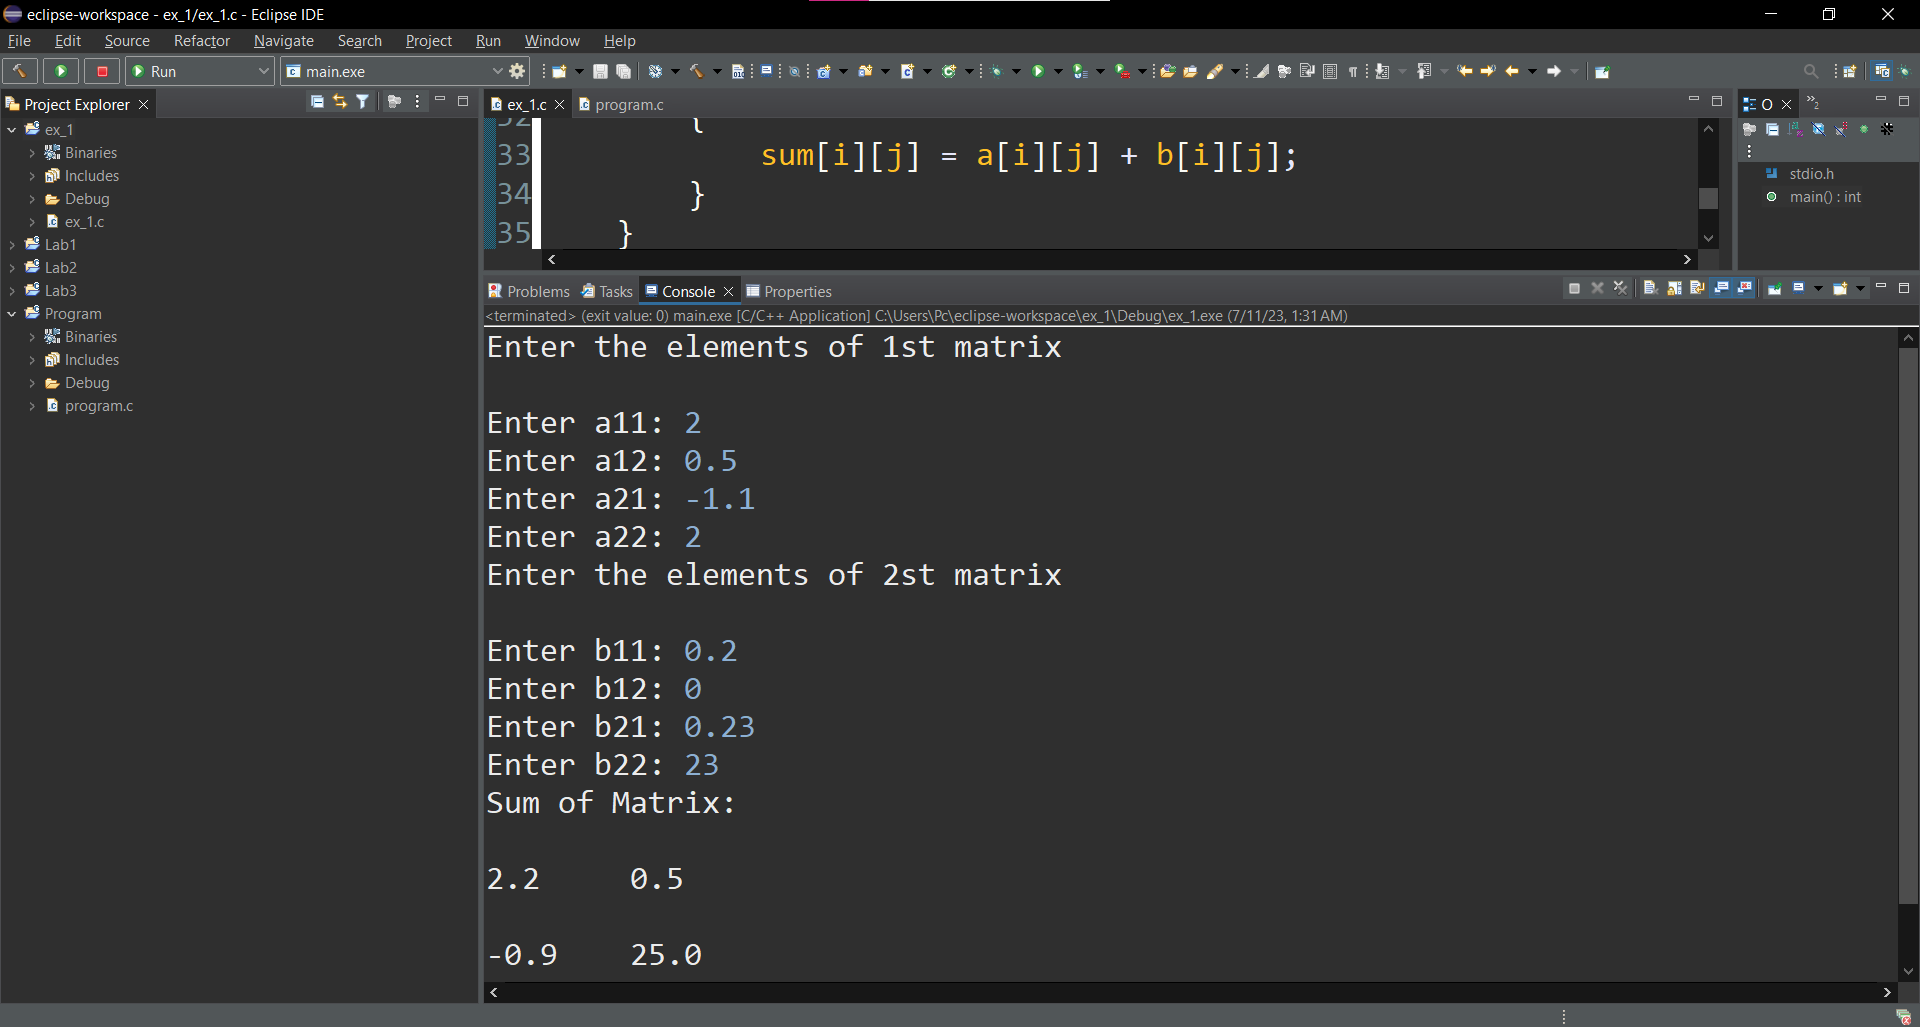 eclipse-workspace - ex_1/ex_1.c - Eclipse IDE
File Edit Source Refactor Navigate Search Project Run Window Help
Run main.exe
Project Explorer
ex_1
Binaries
Includes
Debug
ex_1.c
Lab1
Lab2
Lab3
Program
Binaries
Includes
Debug
program.c
ex_1.c program.c
32 {
33 sum[i][j] = a[i][j] + b[i][j];
34 }
35 }
O
2
stdio.h
main() : int
Problems Tasks Console Properties
<terminated> (exit value: 0) main.exe [C/C++ Application] C:\Users\Pc\eclipse-workspace\ex_1\Debug\ex_1.exe (7/11/23, 1:31 AM)
Enter the elements of 1st matrix
Enter a11: 2
Enter a12: 0.5
Enter a21: -1.1
Enter a22: 2
Enter the elements of 2st matrix
Enter b11: 0.2
Enter b12: 0
Enter b21: 0.23
Enter b22: 23
Sum of Matrix:
2.2 0.5
-0.9 25.0